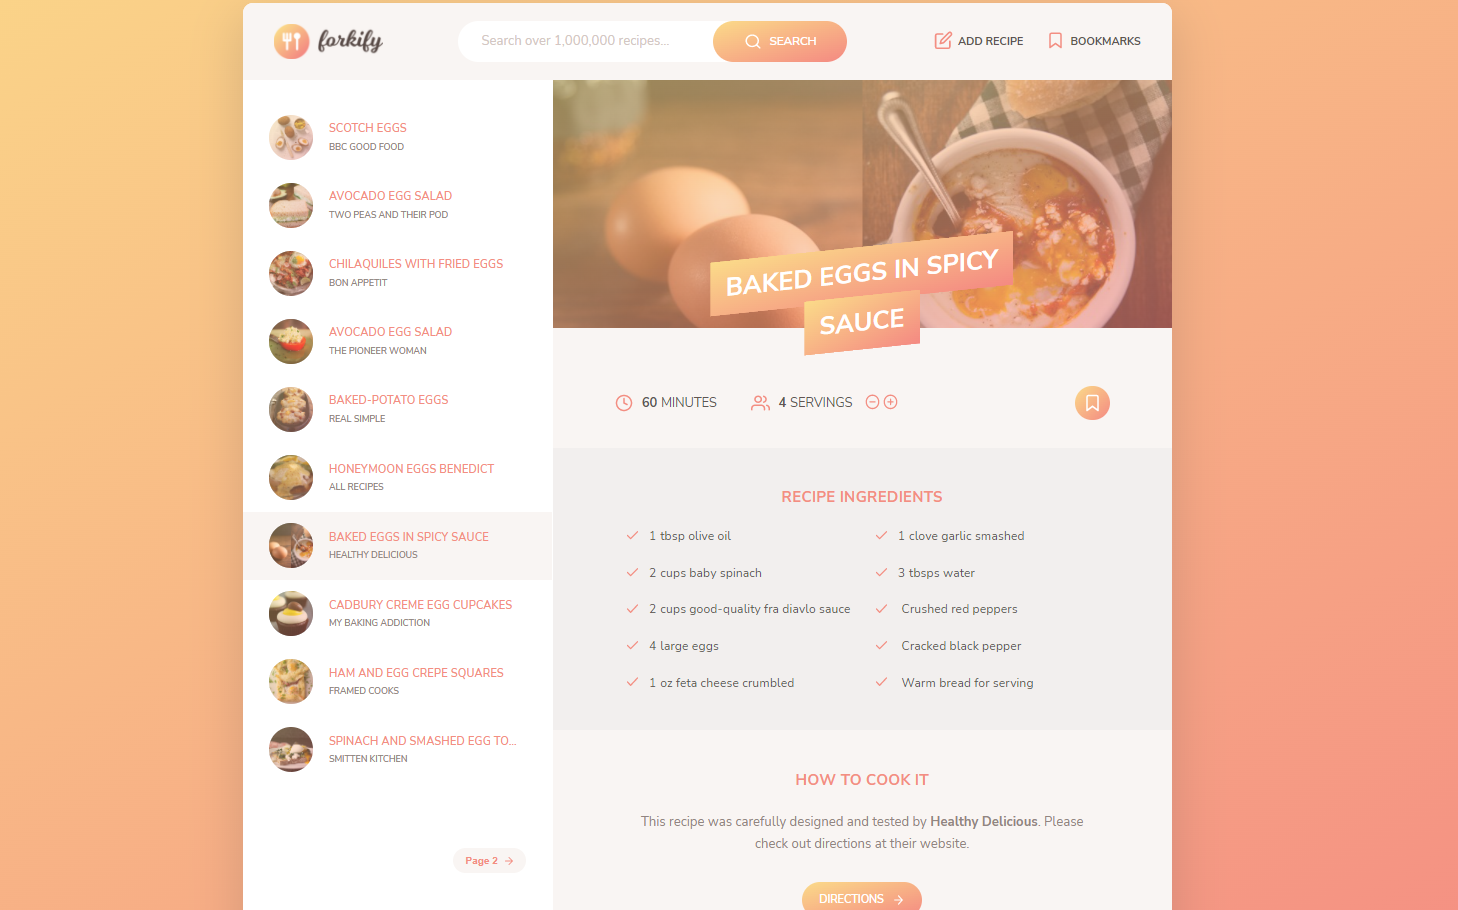 forkify
Search over 1,000,000 recipes...
SEARCH
ADD RECIPE
BOOKMARKS
SCOTCH EGGS
BBC GOOD FOOD
AVOCADO EGG SALAD
TWO PEAS AND THEIR POD
CHILAQUILES WITH FRIED EGGS
BON APPETIT
AVOCADO EGG SALAD
THE PIONEER WOMAN
BAKED-POTATO EGGS
REAL SIMPLE
HONEYMOON EGGS BENEDICT
ALL RECIPES
BAKED EGGS IN SPICY SAUCE
HEALTHY DELICIOUS
CADBURY CREME EGG CUPCAKES
MY BAKING ADDICTION
HAM AND EGG CREPE SQUARES
FRAMED COOKS
SPINACH AND SMASHED EGG TO...
SMITTEN KITCHEN
Page 2
BAKED EGGS IN SPICY
SAUCE
60 MINUTES
4 SERVINGS
RECIPE INGREDIENTS
1 tbsp olive oil
1 clove garlic smashed
2 cups baby spinach
3 tbsps water
2 cups good-quality fra diavlo sauce
Crushed red peppers
4 large eggs
Cracked black pepper
1 oz feta cheese crumbled
Warm bread for serving
HOW TO COOK IT
This recipe was carefully designed and tested by Healthy Delicious. Please
check out directions at their website.
DIRECTIONS